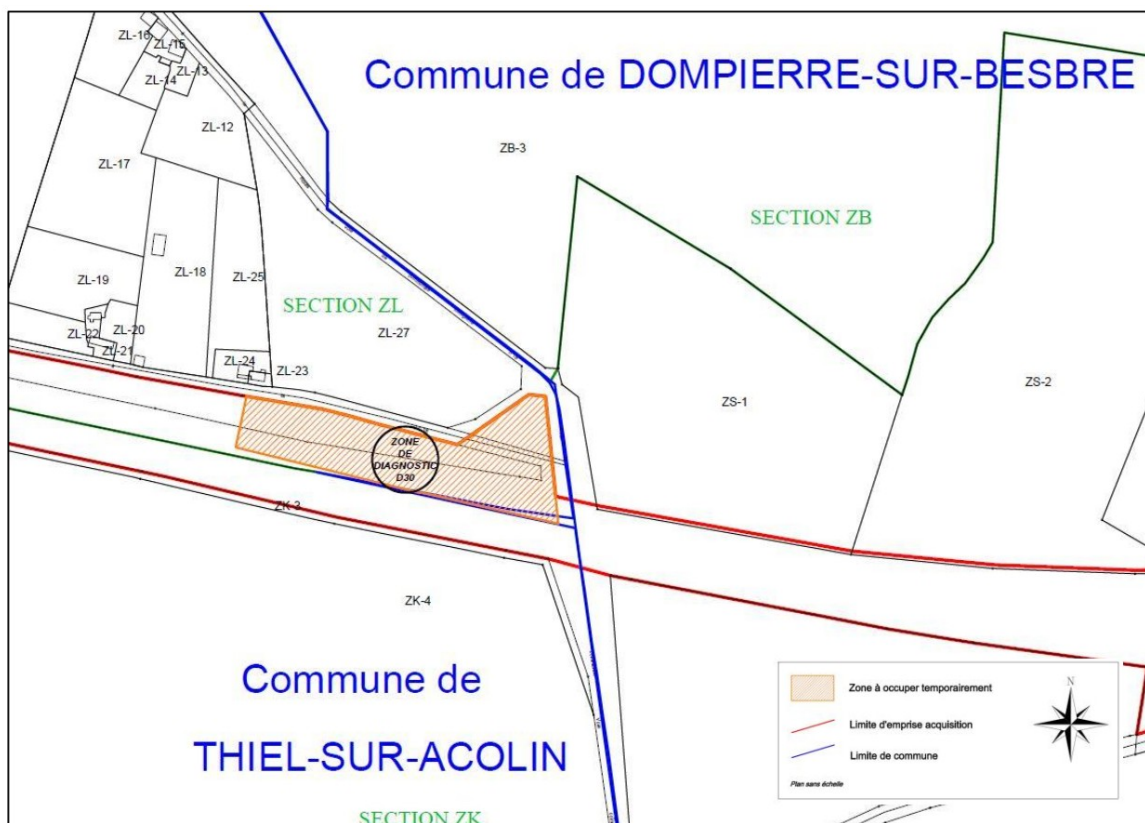 Commune de DOMPIERRE-SUR-BESBRE
ZL-16
ZL-15
ZL-13
ZL-14
ZL-12
ZB-3
ZL-17
SECTION ZB
ZL-19
ZL-18
ZL-25
SECTION ZL
ZL-27
ZL-22
ZL-20
ZL-21
ZL-24
ZL-23
ZS-1
ZS-2
ZONE
DE
DIAGNOSTIC
D30
ZK-3
ZK-4
Commune de
THIEL-SUR-ACOLIN
SECTION ZK
N
Zone à occuper temporairement
Limite d'emprise acquisition
Limite de commune
Plan sans échelle